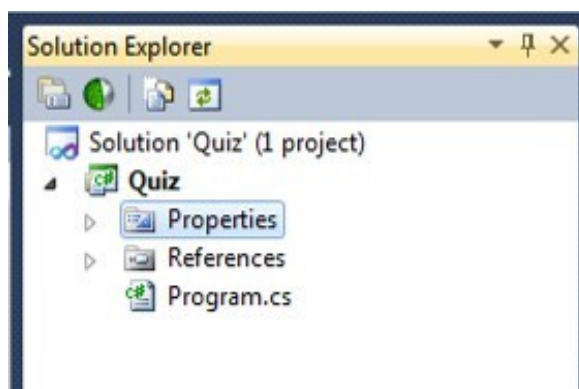 Solution Explorer
Solution 'Quiz' (1 project)
Quiz
Properties
References
Program.cs